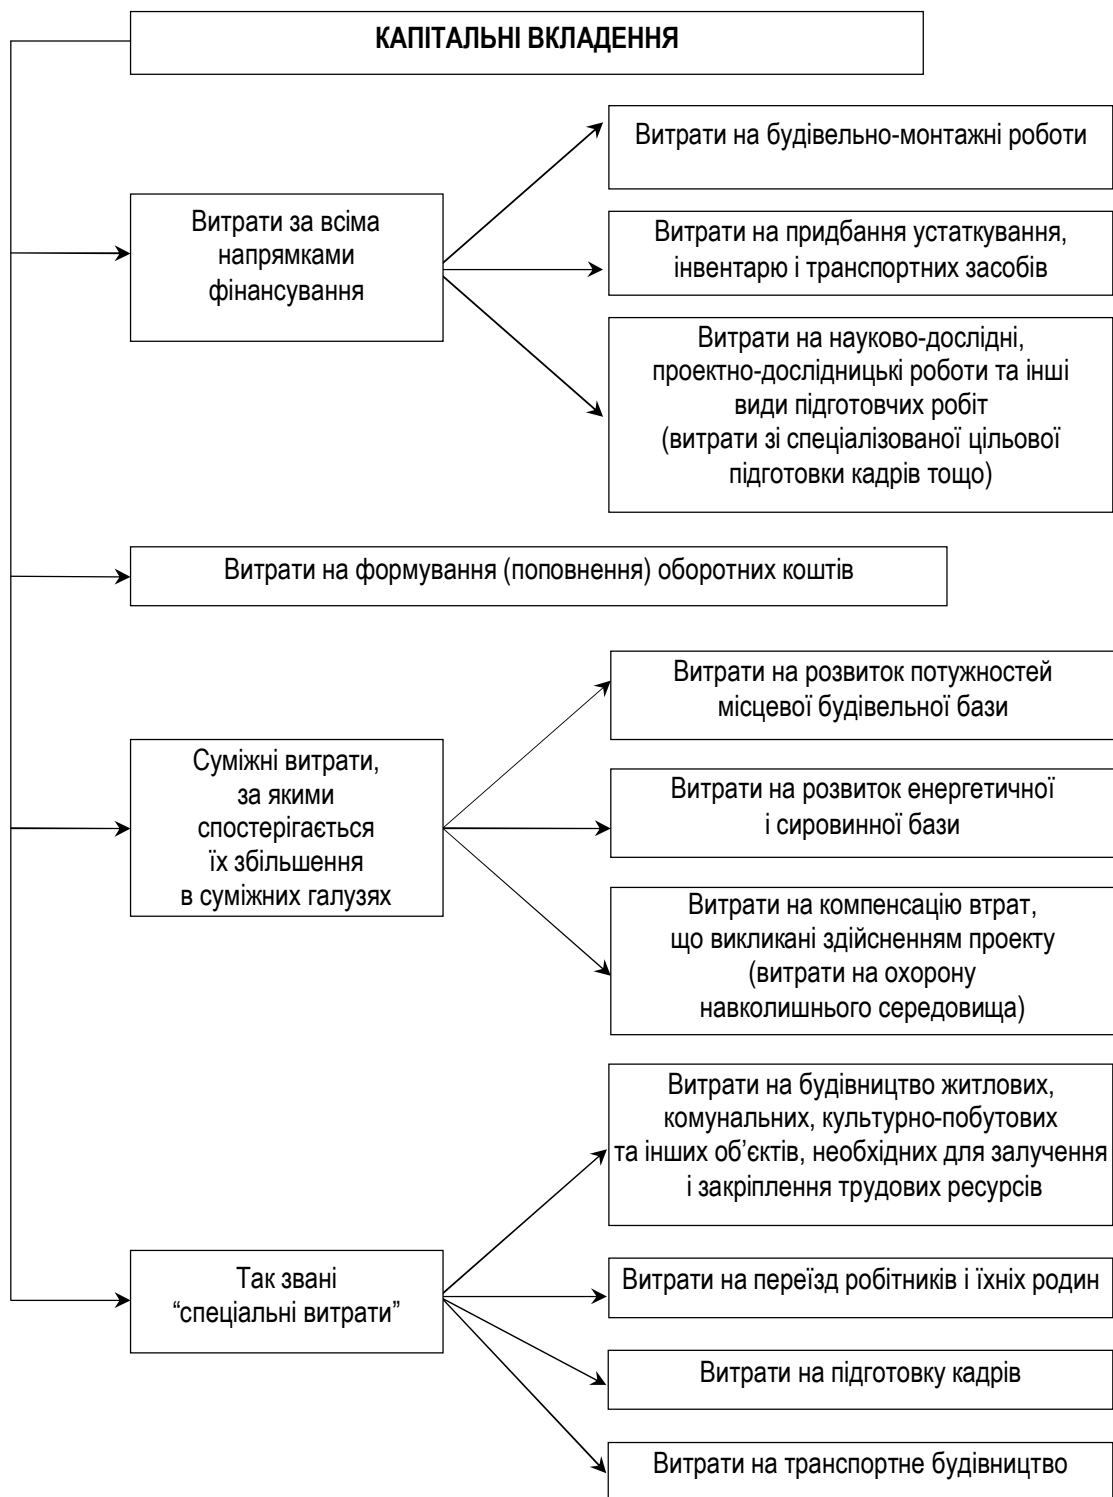 КАПІТАЛЬНІ ВКЛАДЕННЯ
Витрати за всіма
напрямками
фінансування
Витрати на будівельно-монтажні роботи
Витрати на придбання устаткування,
інвентарю і транспортних засобів
Витрати на науково-дослідні,
проектно-дослідницькі роботи та інші
види підготовчих робіт
(витрати зі спеціалізованої цільової
підготовки кадрів тощо)
Витрати на формування (поповнення) оборотних коштів
Суміжні витрати,
за якими
спостерігається
їх збільшення
в суміжних галузях
Витрати на розвиток потужностей
місцевої будівельної бази
Витрати на розвиток енергетичної
і сировинної бази
Витрати на компенсацію втрат,
що викликані здійсненням проекту
(витрати на охорону
навколишнього середовища)
Так звані
“спеціальні витрати”
Витрати на будівництво житлових,
комунальних, культурно-побутових
та інших об’єктів, необхідних для залучення
і закріплення трудових ресурсів
Витрати на переїзд робітників і їхніх родин
Витрати на підготовку кадрів
Витрати на транспортне будівництво